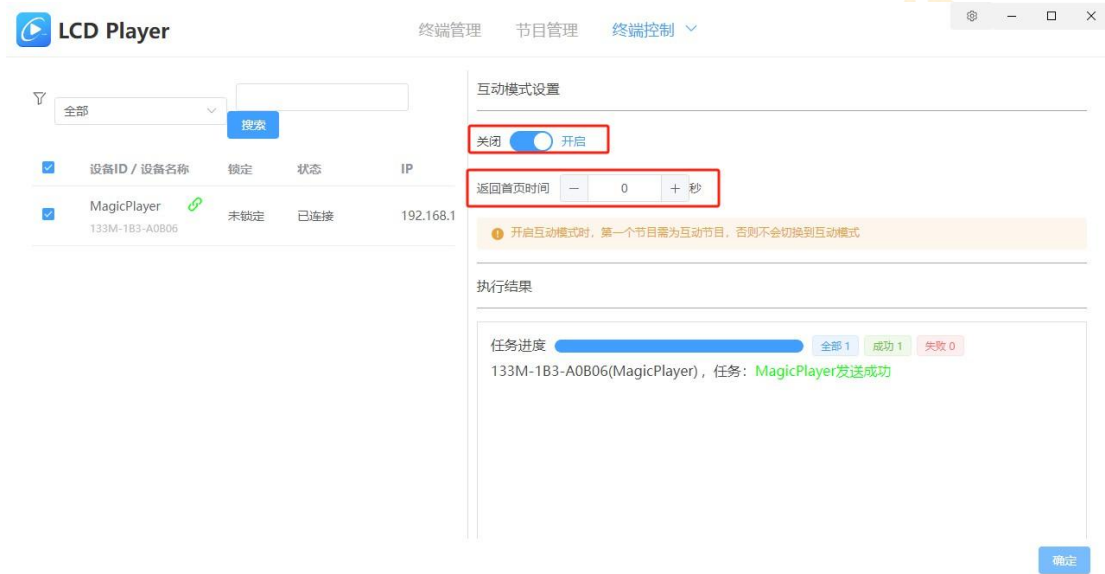 LCD Player
终端管理 节目管理 终端控制
全部
搜索
设备ID / 设备名称 锁定 状态 IP
MagicPlayer 未锁定 已连接 192.168.1
133M-1B3-A0B06
互动模式设置
关闭 开启
返回首页时间 － 0 + 秒
开启互动模式时，第一个节目需为互动节目，否则不会切换到互动模式
执行结果
任务进度 全部 1 成功 1 失败 0
133M-1B3-A0B06(MagicPlayer) ，任务：MagicPlayer发送成功
确定